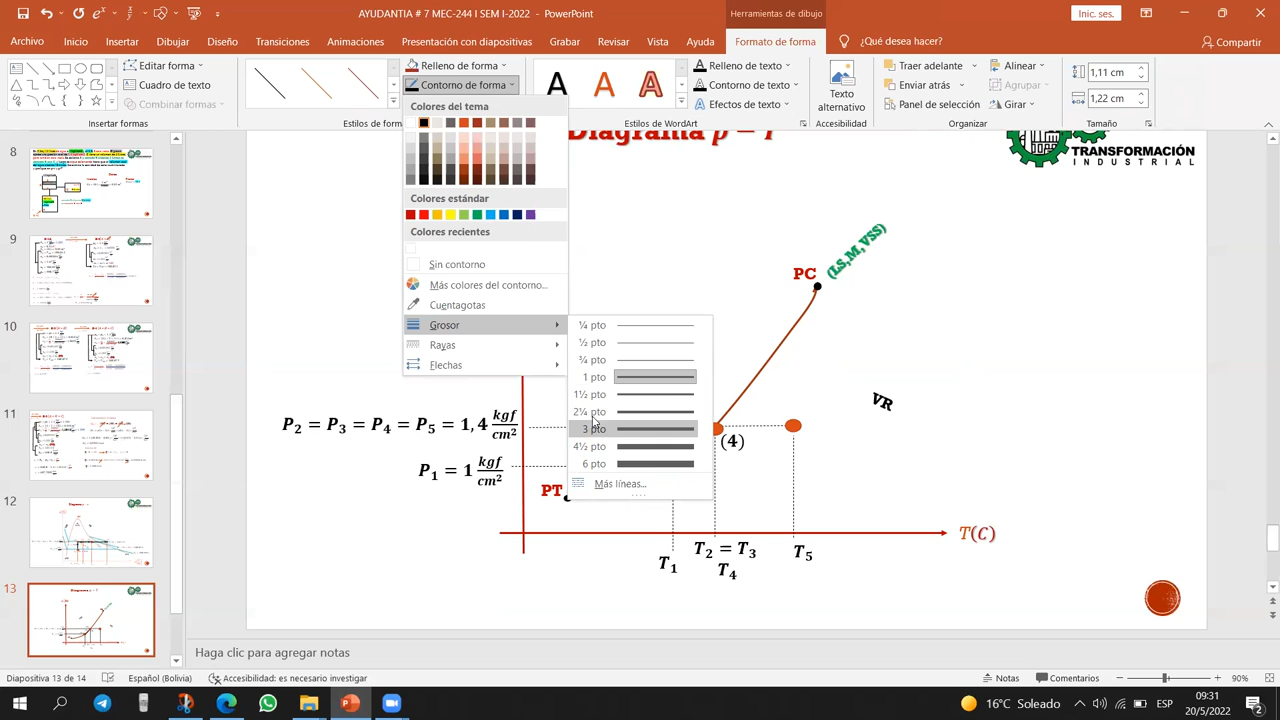 AYUDANTIA # 7 MEC-244 I SEM I-2022 - PowerPoint
Herramientas de dibujo
Inic. ses.
Archivo Inicio Insertar Dibujar Diseño Transiciones Animaciones Presentación con diapositivas Grabar Revisar Vista Ayuda Formato de forma ¿Qué desea hacer? Compartir
Editar forma
Cuadro de texto
Combinar formas
Insertar formas
Relleno de forma
Contorno de forma
Estilos de form
A A A
Relleno de texto
Contorno de texto
Efectos de texto
Estilos de WordArt
Texto
alternativo
Accesibilidad
Traer adelante
Enviar atrás
Panel de selección
Alinear
Agrupar
Girar
Organizar
1,11 cm
1,22 cm
Tamaño
Colores del tema
Colores estándar
Colores recientes
Sin contorno
Más colores del contorno...
Cuentagotas
Grosor
Rayas
Flechas
¼ pto
½ pto
¾ pto
1 pto
1½ pto
2¼ pto
3 pto
4½ pto
6 pto
Más líneas...
9
10
11
12
13
Diagrama p − T
TRANSFORMACIÓN
INDUSTRIAL
PC
(LS,M,VSS)
VR
P₂ = P₃ = P₄ = P₅ = 1,4 kgf/cm²
(4)
P₁ = 1 kgf/cm²
PT
T(C)
T₁
T₂ = T₃
T₄
T₅
Haga clic para agregar notas
Diapositiva 13 de 14 Español (Bolivia) Accesibilidad: es necesario investigar Notas Comentarios 90%
16°C Soleado ESP 09:31
20/5/2022
2